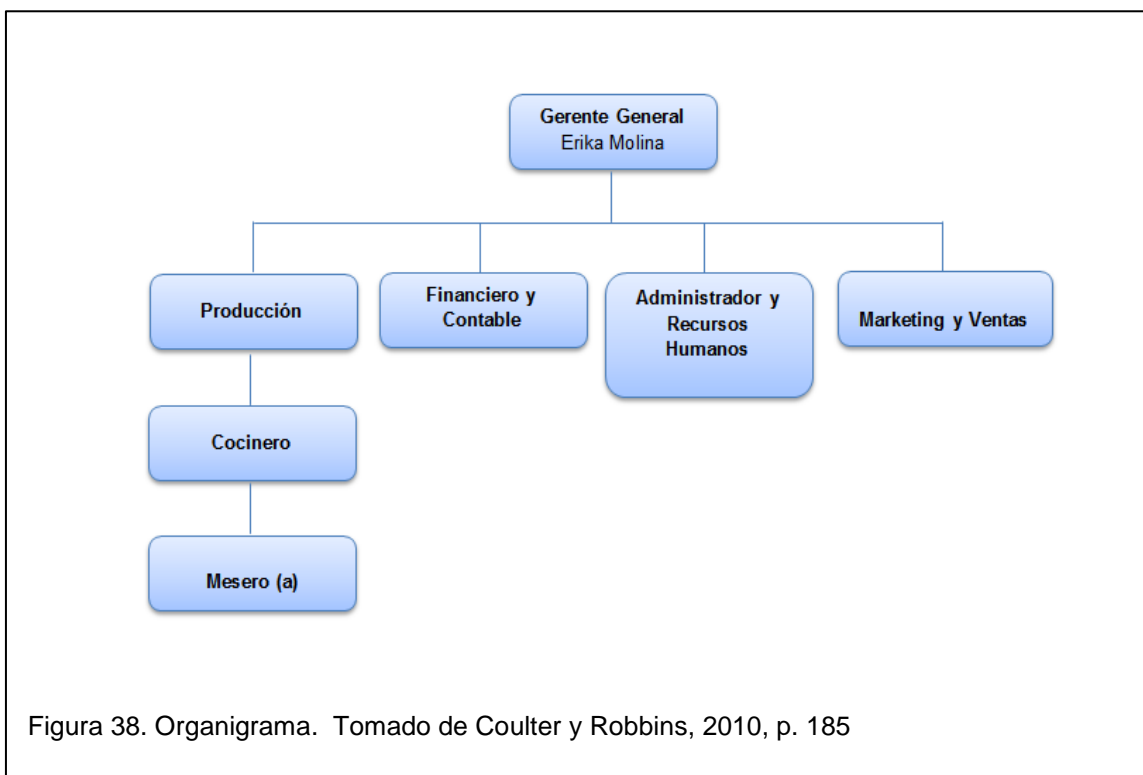 Gerente General
Erika Molina
Producción
Financiero y
Contable
Administrador y
Recursos
Humanos
Marketing y Ventas
Cocinero
Mesero (a)
Figura 38. Organigrama.  Tomado de Coulter y Robbins, 2010, p. 185